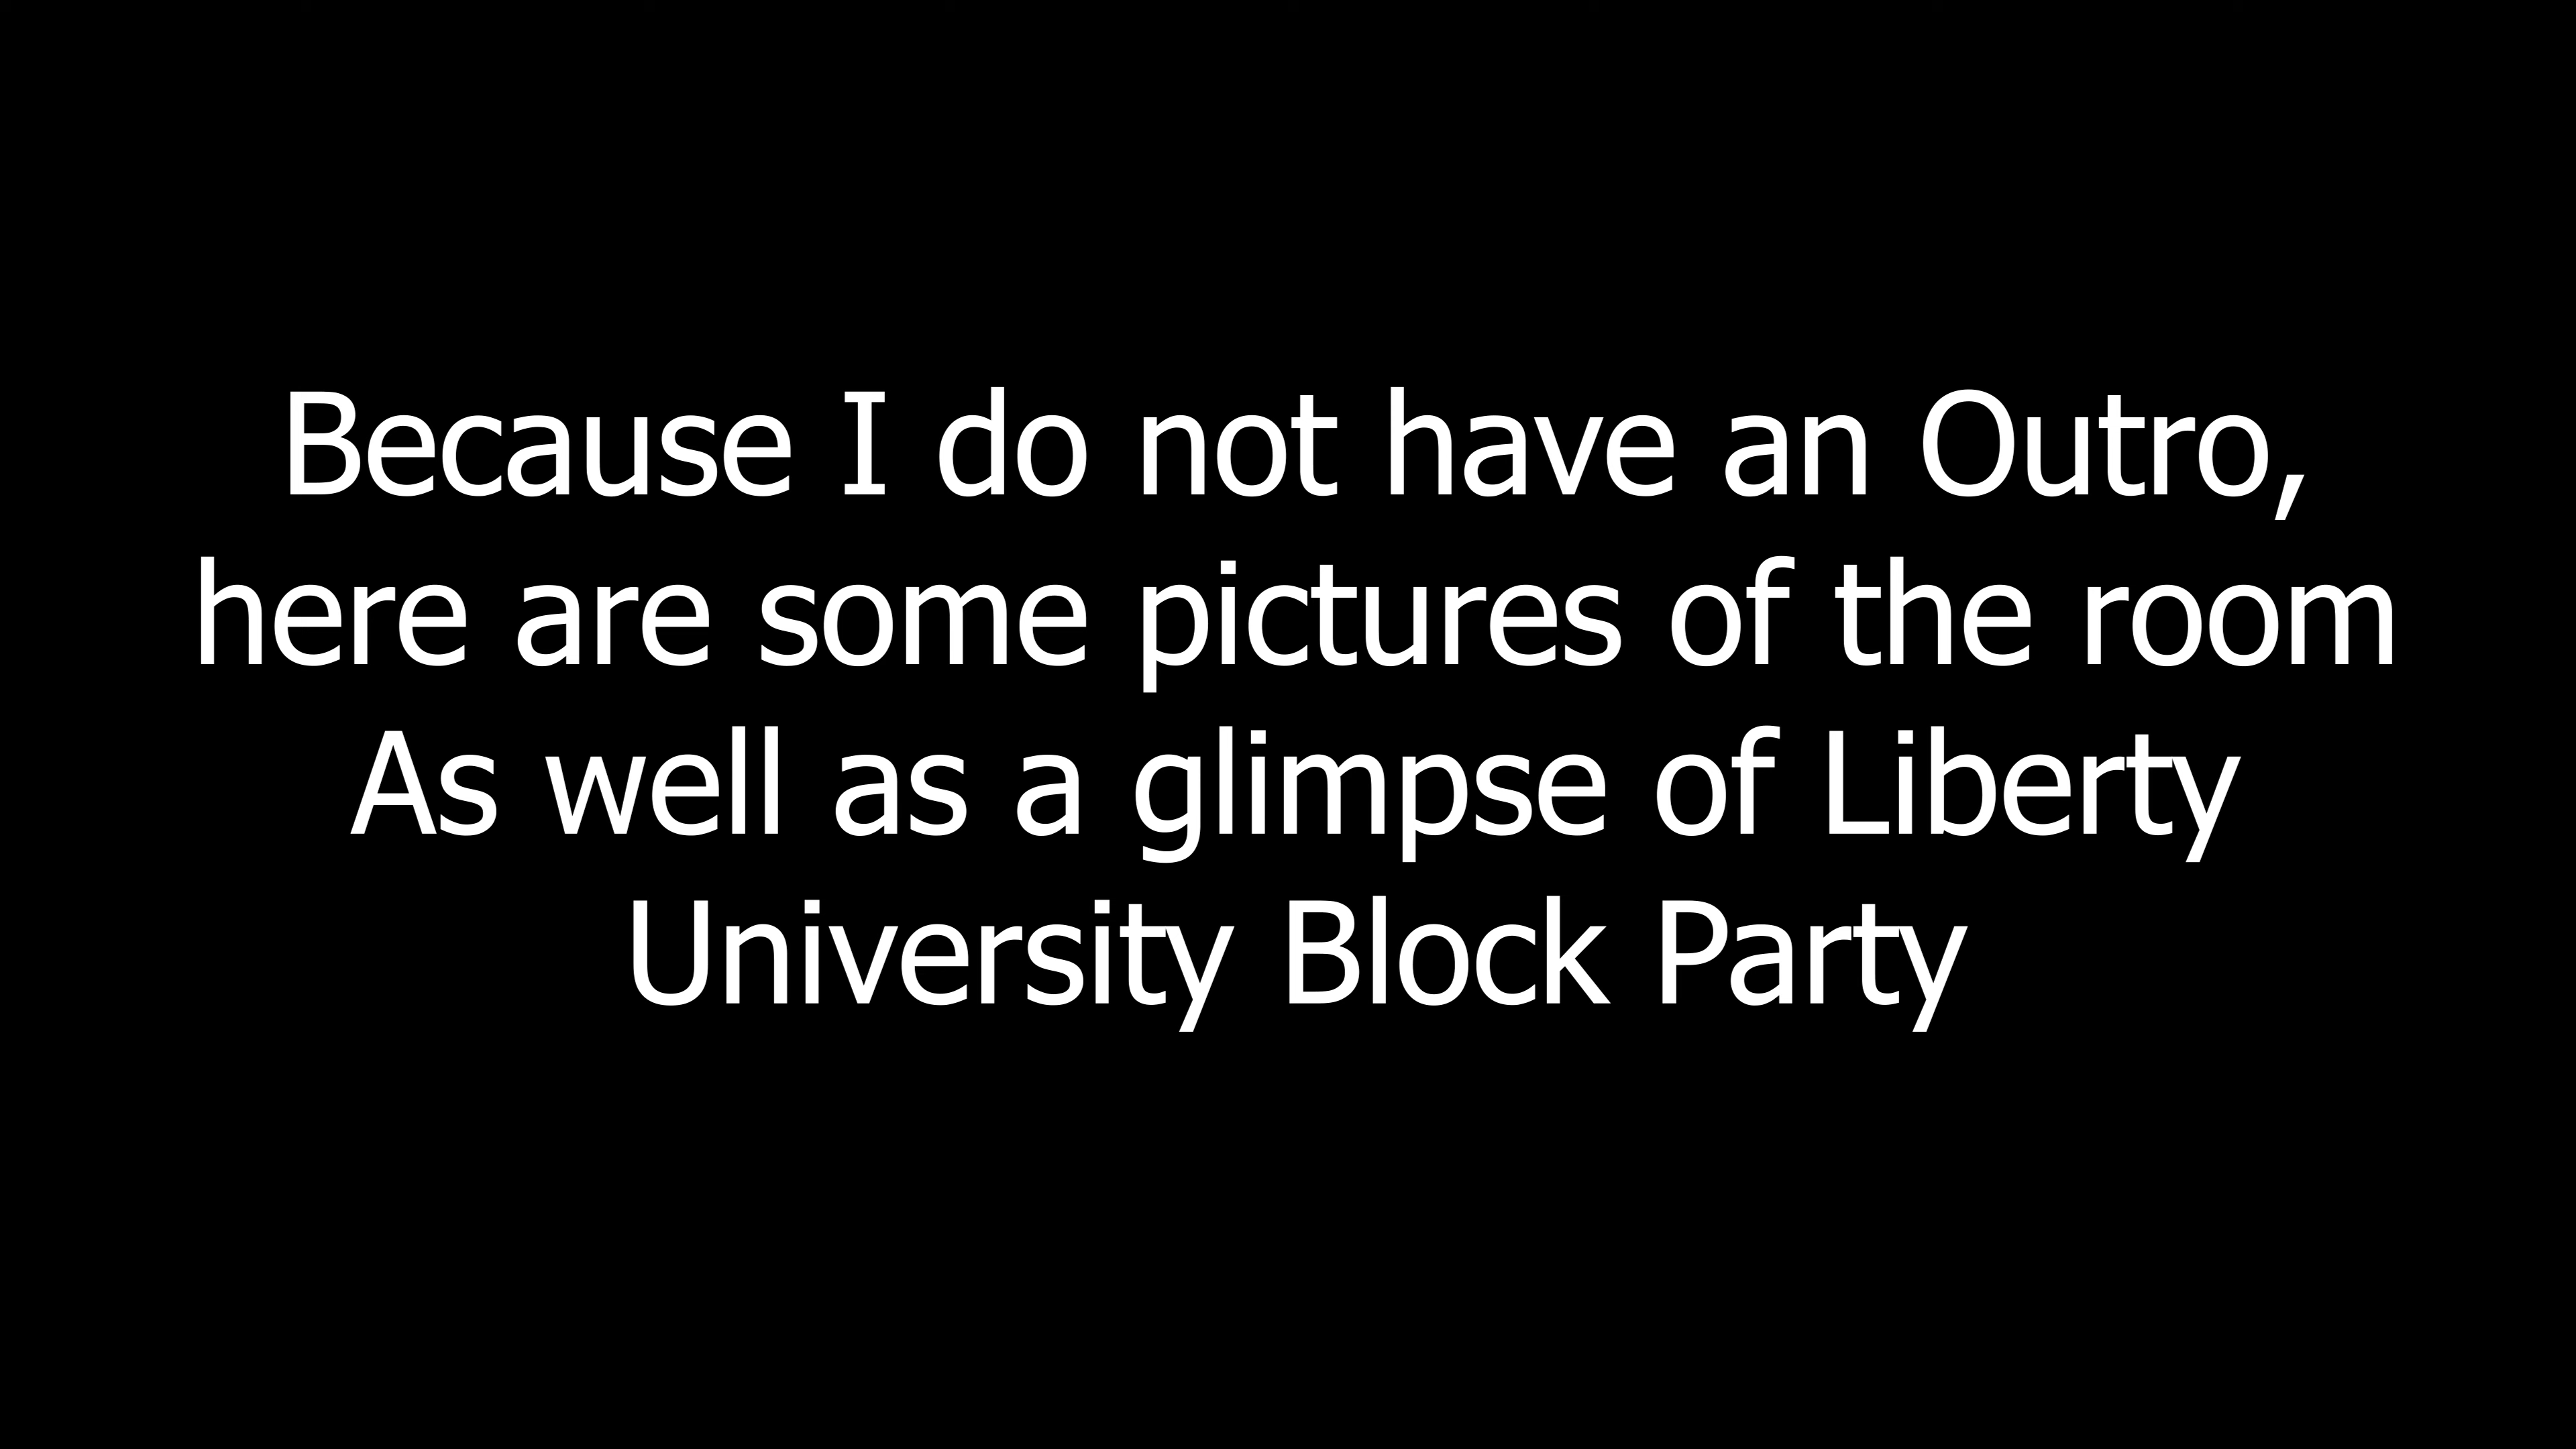 Because I do not have an Outro,
here are some pictures of the room
As well as a glimpse of Liberty
University Block Party